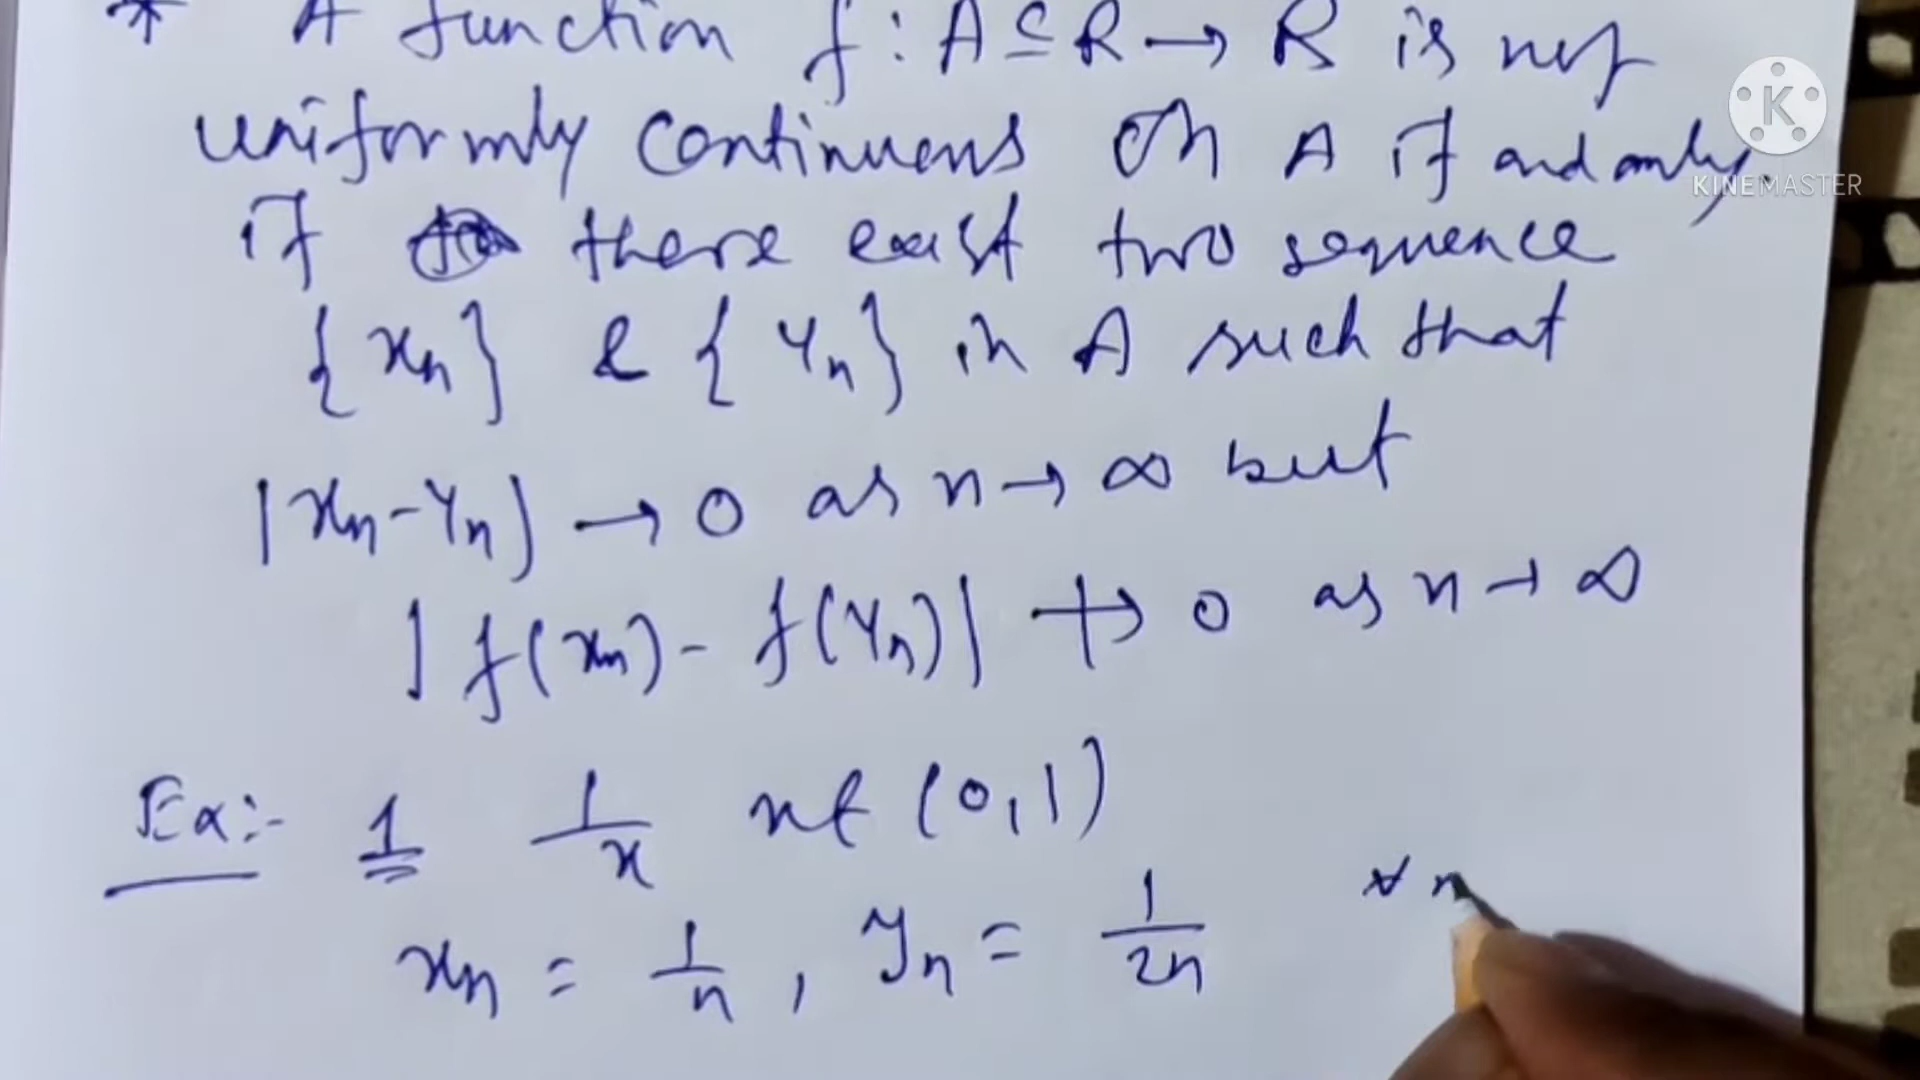 * A function f : A ⊆ R → R is not
uniformly continuous on A if and only
if there exist two sequence
{xn} & {Yn} in A such that
|xn - Yn| → 0 as n → ∞ but
|f(xn) - f(Yn)| ↛ 0 as n → ∞
Ex:- 1 1/x x ∈ (0,1)
xn = 1/n , yn = 1/2n ∀ n
K
KINEMASTER